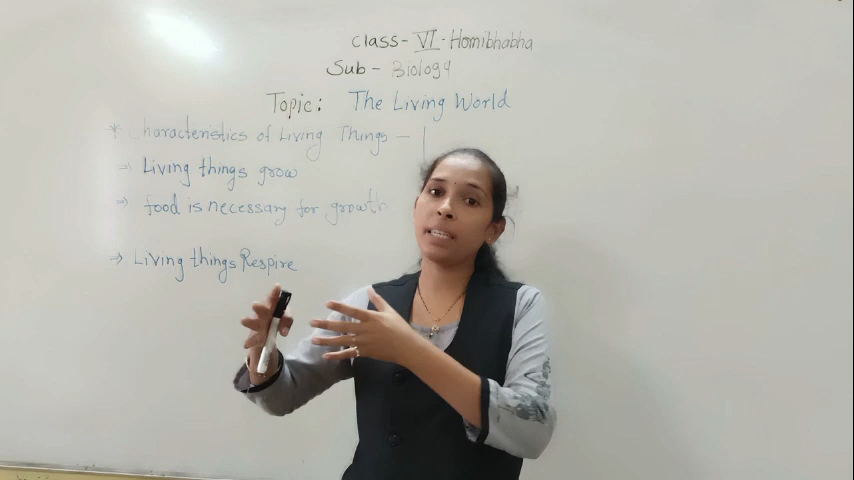 Class - VI - Homibhabha
Sub - Biology
Topic: The Living World
* Characteristics of Living Things -
⇒ Living things grow
⇒ food is necessary for growth
⇒ Living things Respire